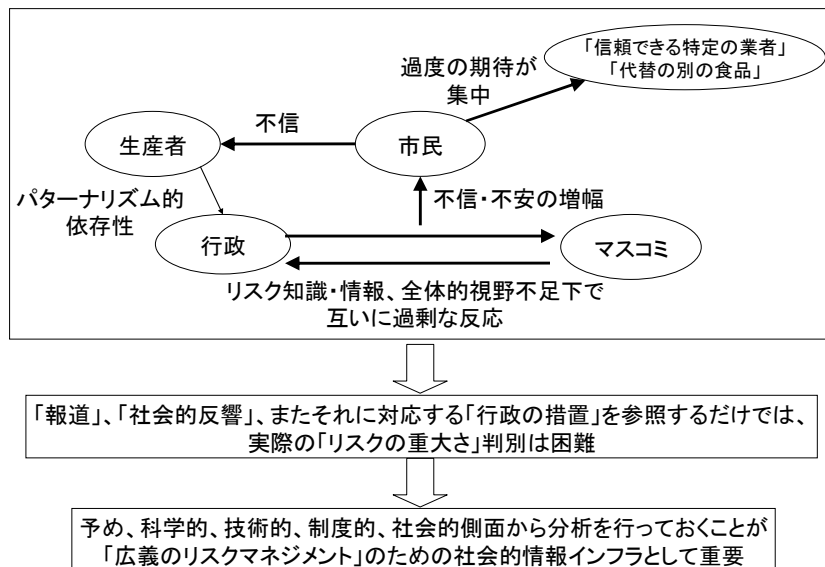 「信頼できる特定の業者」
「代替の別の食品」
過度の期待が
集中
不信
生産者
市民
パターナリズム的
依存性
不信・不安の増幅
行政
マスコミ
リスク知識・情報、全体的視野不足下で
互いに過剰な反応
「報道」、「社会的反響」、またそれに対応する「行政の措置」を参照するだけでは、
実際の「リスクの重大さ」判別は困難
予め、科学的、技術的、制度的、社会的側面から分析を行っておくことが
「広義のリスクマネジメント」のための社会的情報インフラとして重要